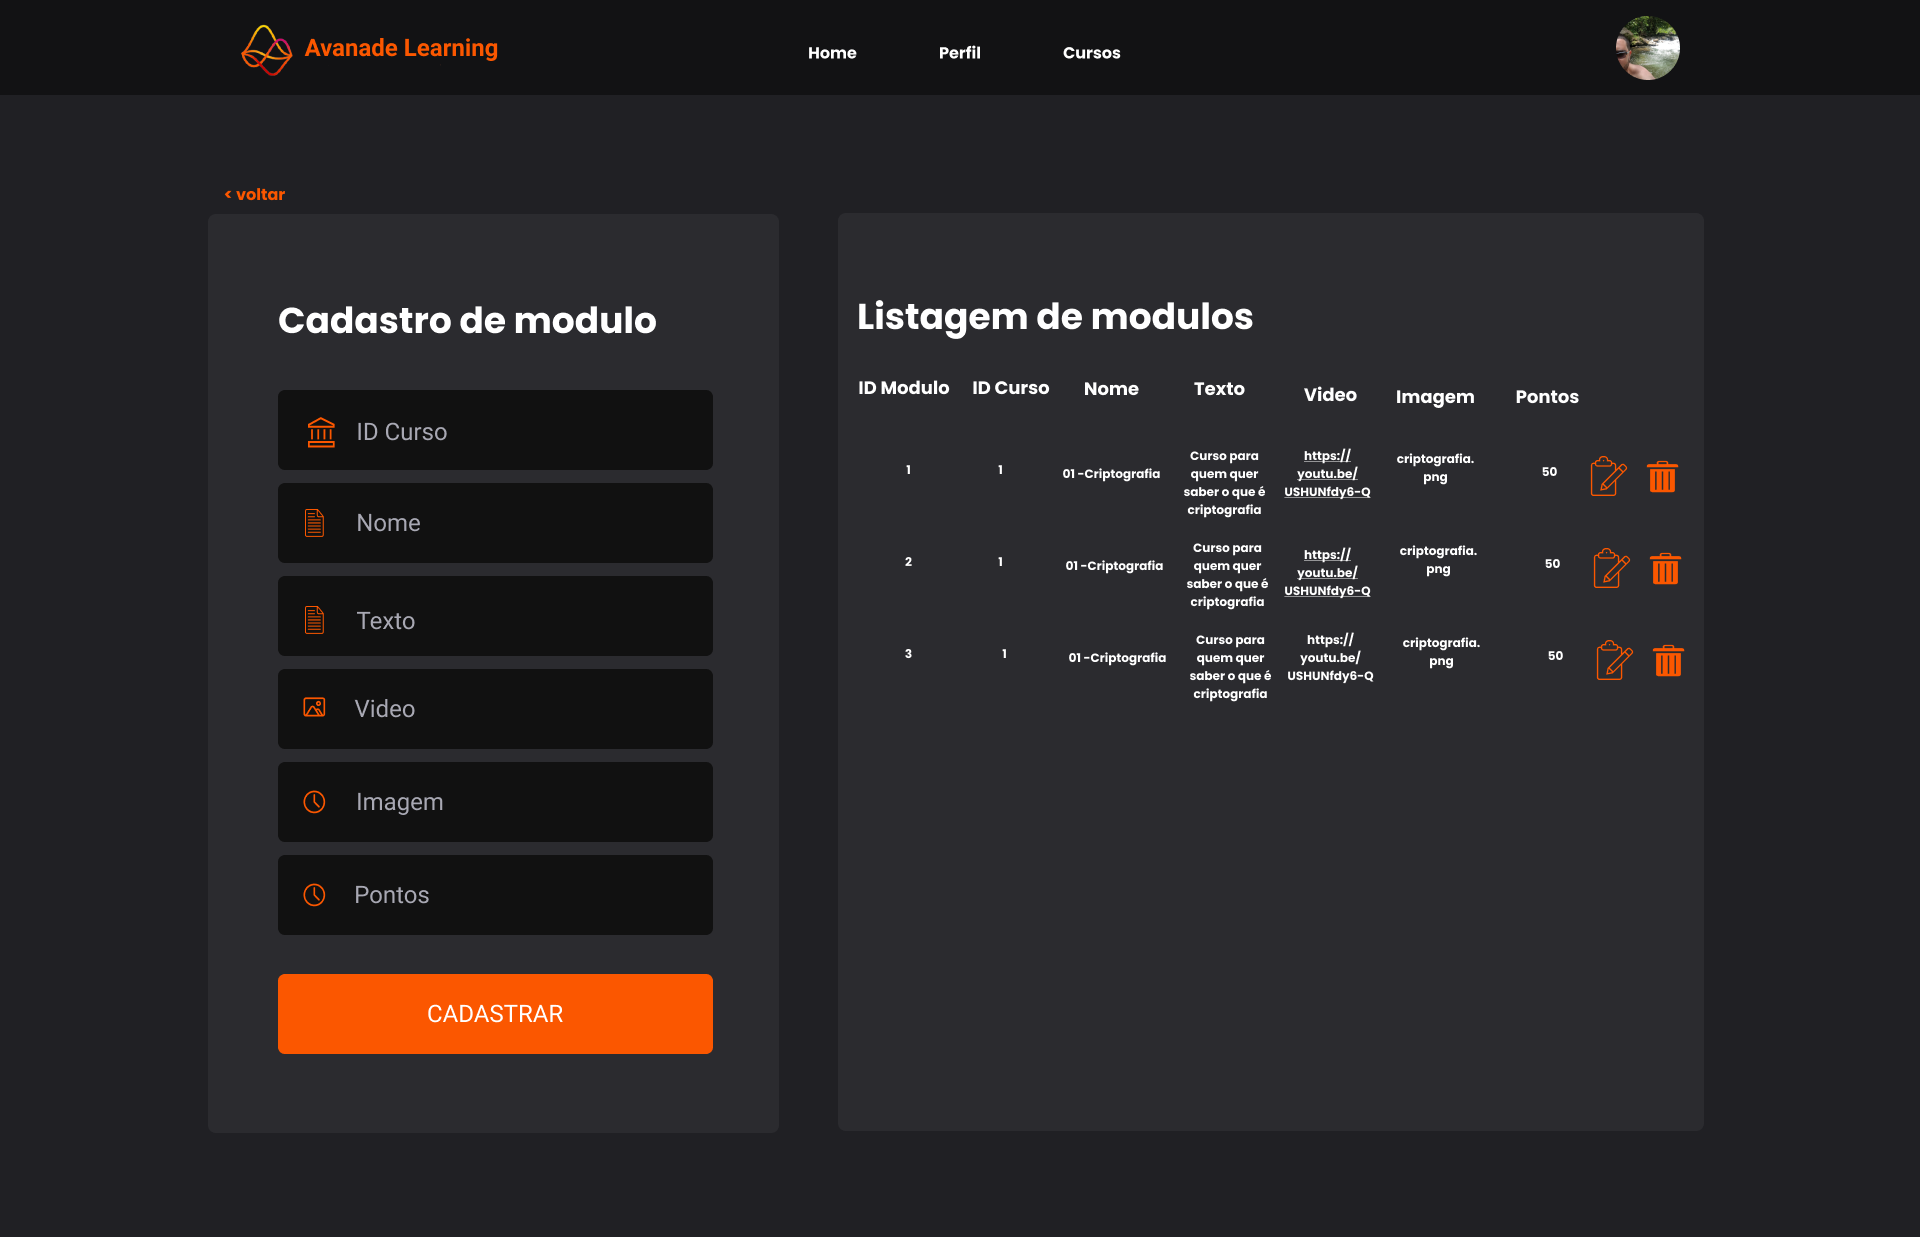 Avanade Learning
Home
Perfil
Cursos
< voltar
Cadastro de modulo
ID Curso
Nome
Texto
Video
Imagem
Pontos
CADASTRAR
Listagem de modulos
ID Modulo
ID Curso
Nome
Texto
Video
Imagem
Pontos
1
1
01 -Criptografia
Curso para
quem quer
saber o que é
criptografia
https://
youtu.be/
USHUNfdy6-Q
criptografia.
png
50
2
1
01 -Criptografia
Curso para
quem quer
saber o que é
criptografia
https://
youtu.be/
USHUNfdy6-Q
criptografia.
png
50
3
1
01 -Criptografia
Curso para
quem quer
saber o que é
criptografia
https://
youtu.be/
USHUNfdy6-Q
criptografia.
png
50